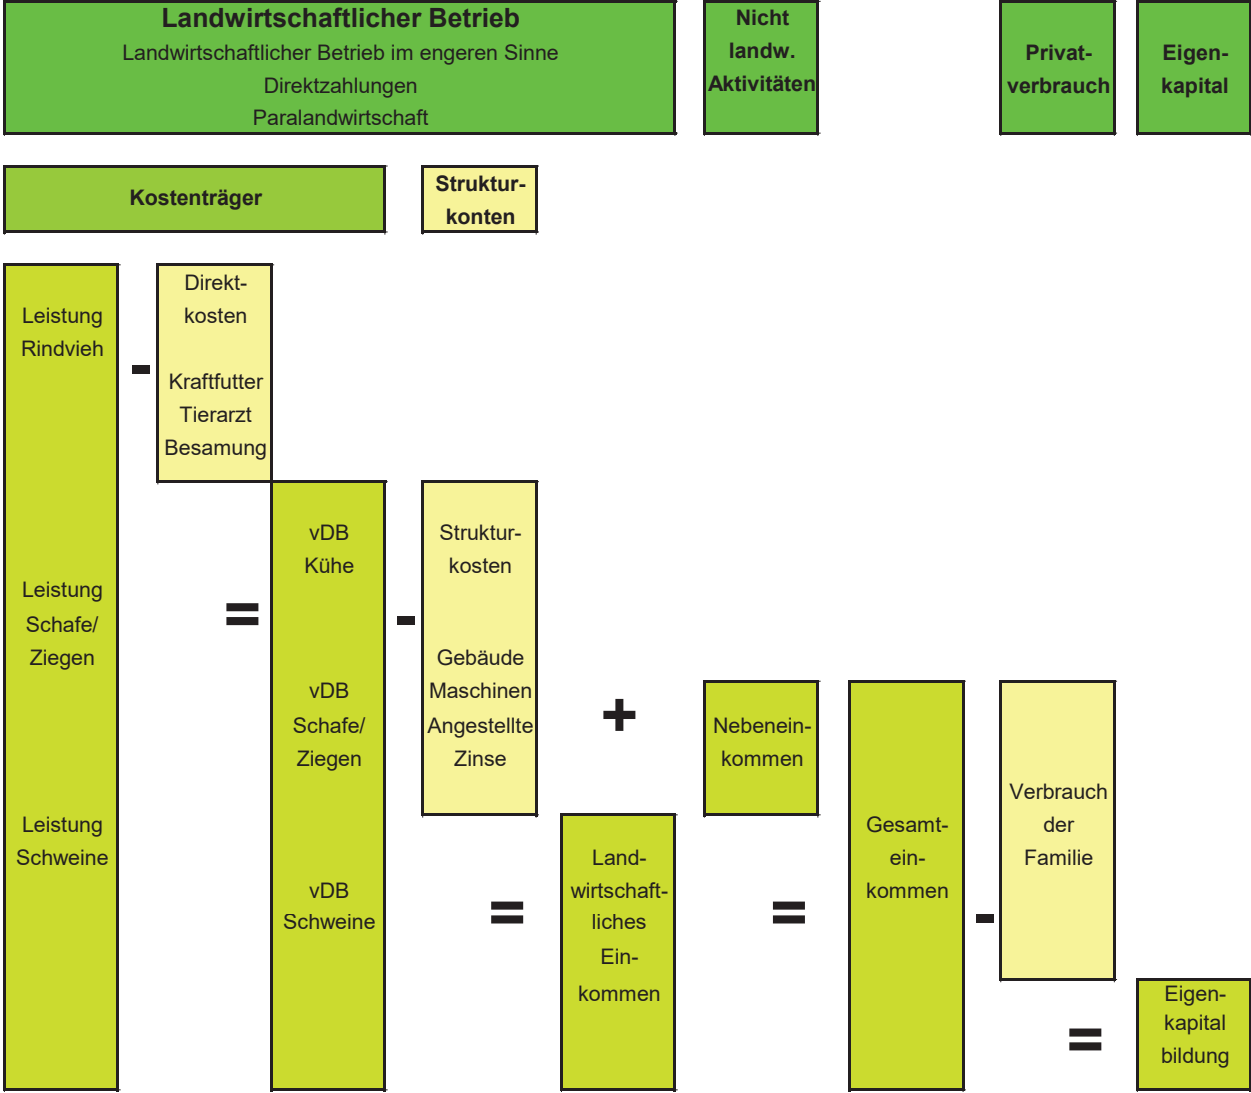 Landwirtschaftlicher Betrieb
Landwirtschaftlicher Betrieb im engeren Sinne
Direktzahlungen
Paralandwirtschaft
Nicht
landw.
Aktivitäten
Privat-
verbrauch
Eigen-
kapital
Kostenträger
Struktur-
konten
Leistung
Rindvieh
Leistung
Schafe/
Ziegen
Leistung
Schweine
-
Direkt-
kosten
Kraftfutter
Tierarzt
Besamung
=
vDB
Kühe
vDB
Schafe/
Ziegen
vDB
Schweine
-
Struktur-
kosten
Gebäude
Maschinen
Angestellte
Zinse
=
Land-
wirtschaft-
liches
Ein-
kommen
+
Nebenein-
kommen
=
Gesamt-
ein-
kommen
-
Verbrauch
der
Familie
=
Eigen-
kapital
bildung